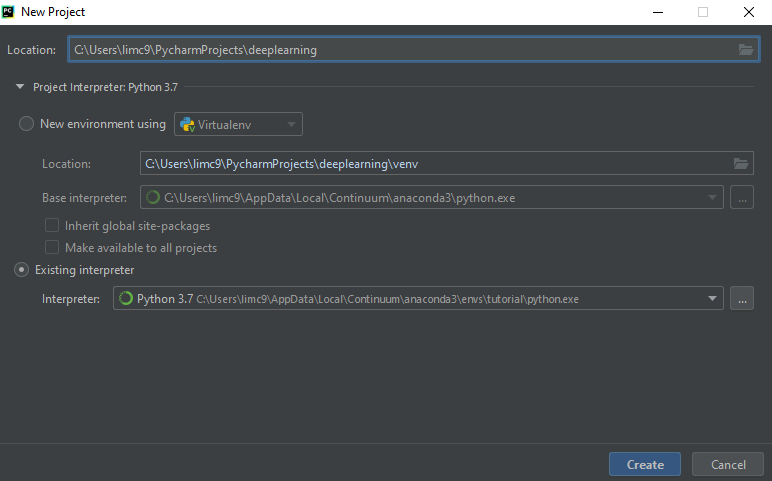 PC
New Project
Location: C:\Users\limc9\PycharmProjects\deeplearning
Project Interpreter: Python 3.7
New environment using Virtualenv
Location: C:\Users\limc9\PycharmProjects\deeplearning\venv
Base interpreter: C:\Users\limc9\AppData\Local\Continuum\anaconda3\python.exe ...
Inherit global site-packages
Make available to all projects
Existing interpreter
Interpreter: Python 3.7 C:\Users\limc9\AppData\Local\Continuum\anaconda3\envs\tutorial\python.exe ...
Create Cancel